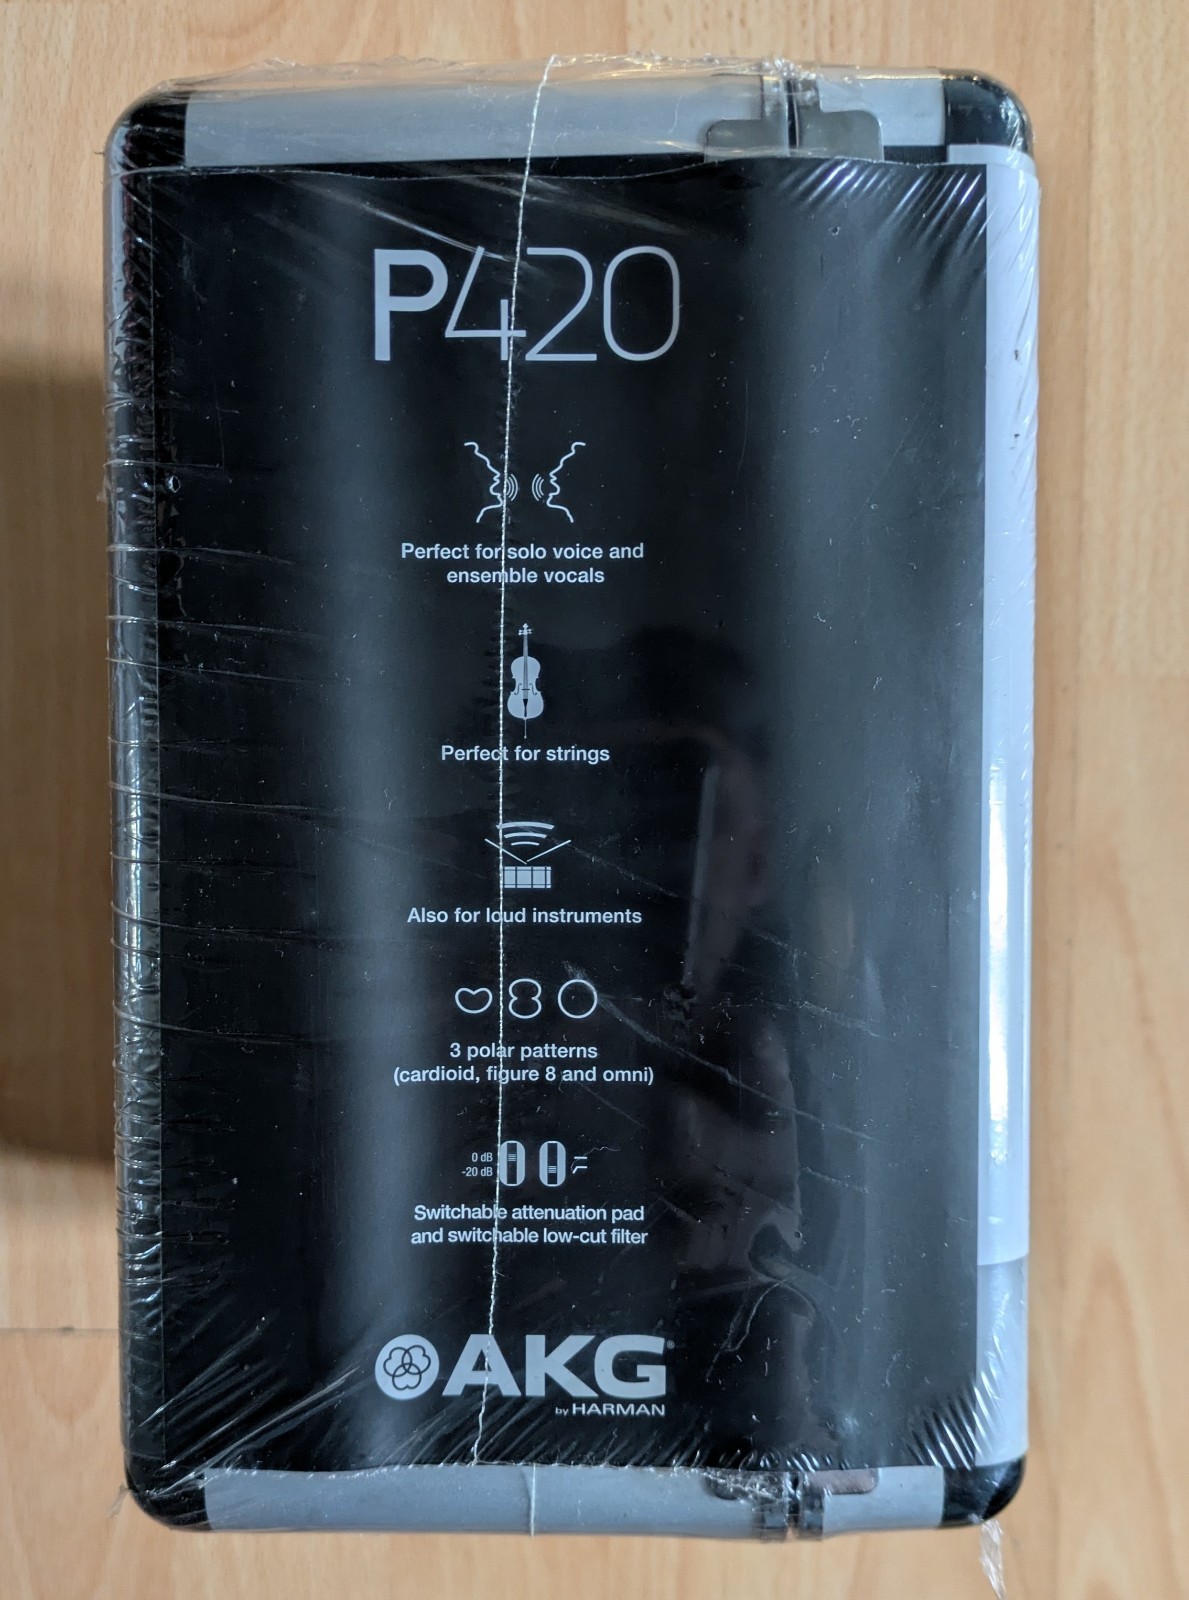 P420
Perfect for solo voice and
ensemble vocals
Perfect for strings
Also for loud instruments
3 polar patterns
(cardioid, figure 8 and omni)
0 dB
-20 dB
Switchable attenuation pad
and switchable low-cut filter
AKG®
by HARMAN